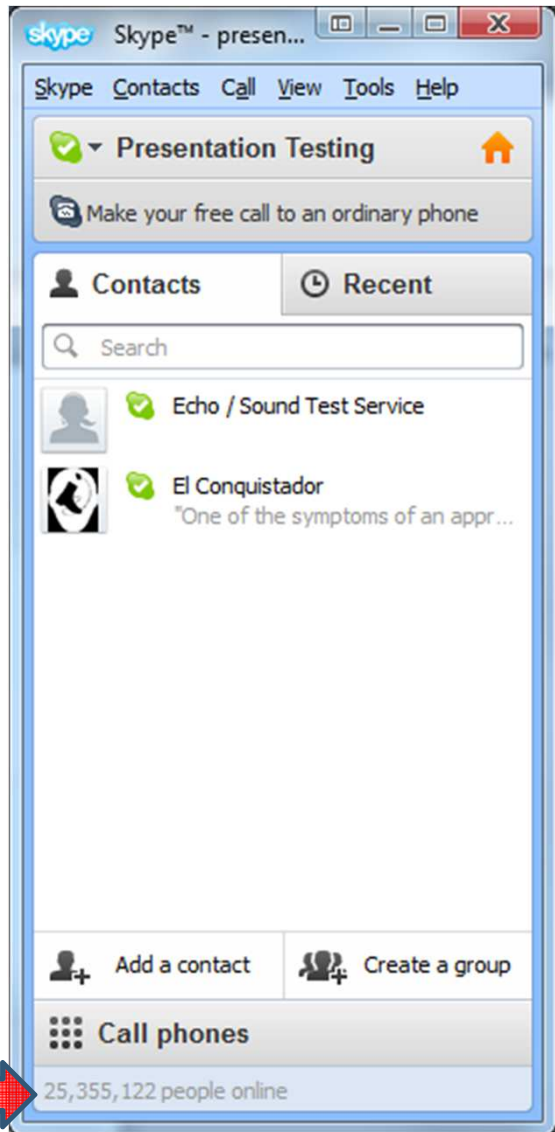 skype Skype™ - presen...
Skype Contacts Call View Tools Help
Presentation Testing
Make your free call to an ordinary phone
Contacts Recent
Search
Echo / Sound Test Service
El Conquistador
"One of the symptoms of an appr...
Add a contact Create a group
Call phones
25,355,122 people online